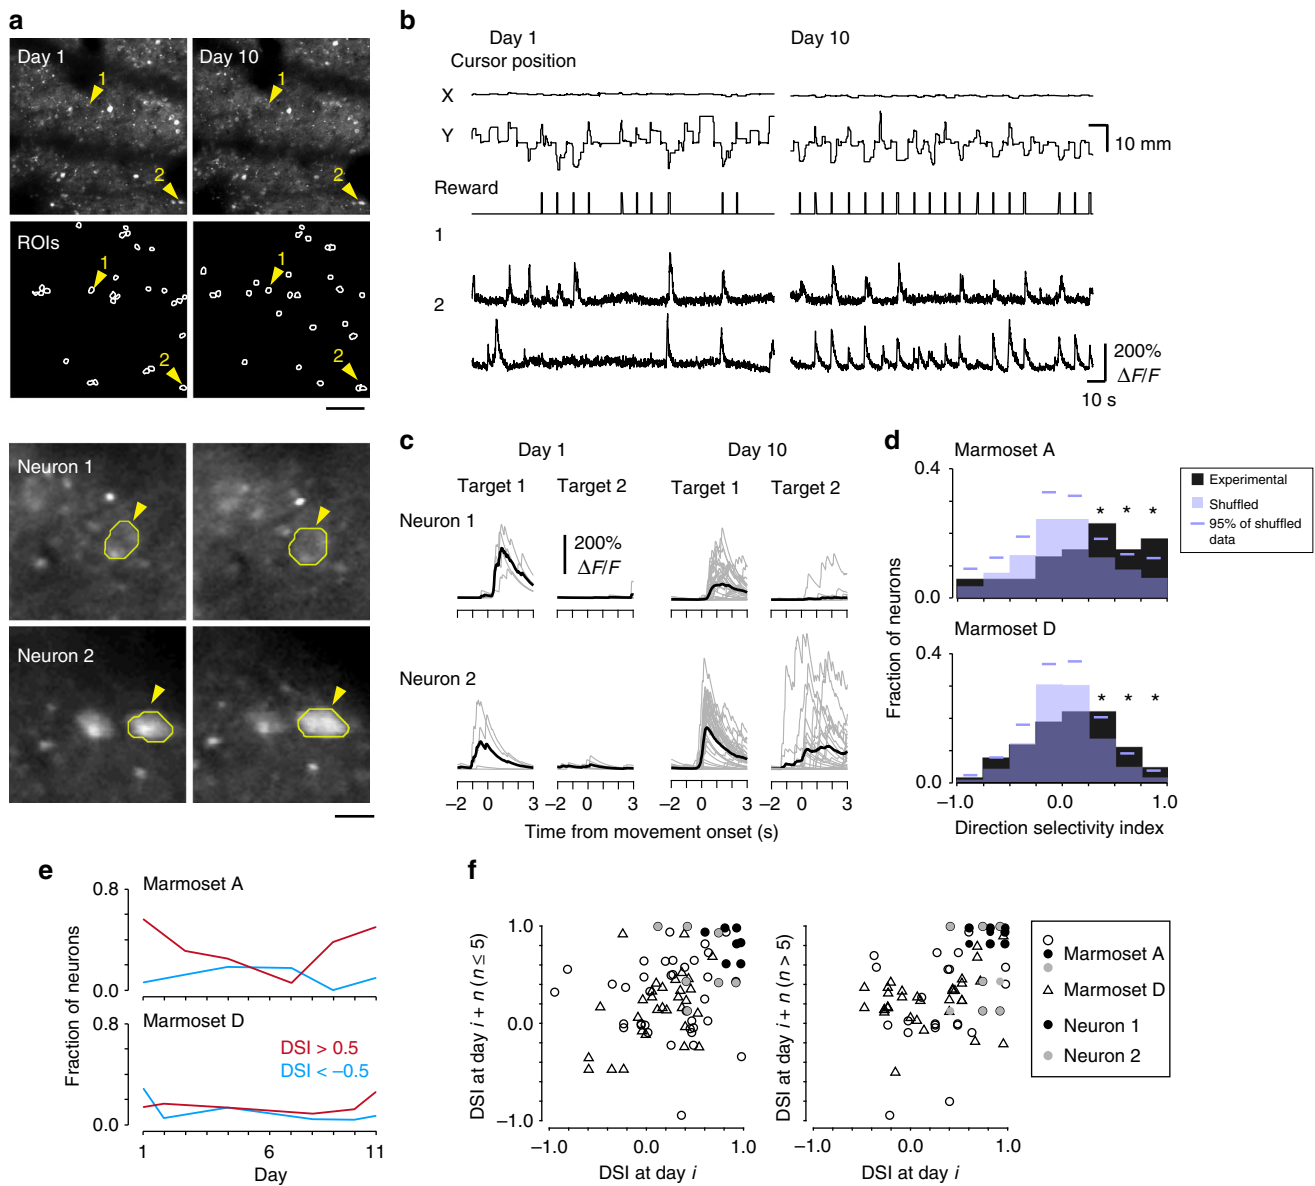 a
Day 1
Day 10
1
1
2
2
ROIs
1
1
2
2
Neuron 1
Neuron 2
b
Day 1
Day 10
Cursor position
X
Y
10 mm
Reward
1
2
200%
ΔF/F
10 s
c
Day 1
Day 10
Target 1
Target 2
Target 1
Target 2
Neuron 1
200%
ΔF/F
Neuron 2
−2 0 3 −2 0 3 −2 0 3 −2 0 3
Time from movement onset (s)
d
Marmoset A
0.4
0.0
* * *
Experimental
Shuffled
95% of shuffled
data
Marmoset D
0.4
0.0
* * *
Fraction of neurons
−1.0 0.0 1.0
Direction selectivity index
e
Marmoset A
0.8
0.0
Marmoset D
0.8
0.0
DSI > 0.5
DSI < −0.5
Fraction of neurons
1 6 11
Day
f
1.0
0.0
−1.0
DSI at day i + n (n ≤ 5)
−1.0 0.0 1.0
DSI at day i
DSI at day i + n (n > 5)
−1.0 0.0 1.0
DSI at day i
Marmoset A
Marmoset D
Neuron 1
Neuron 2